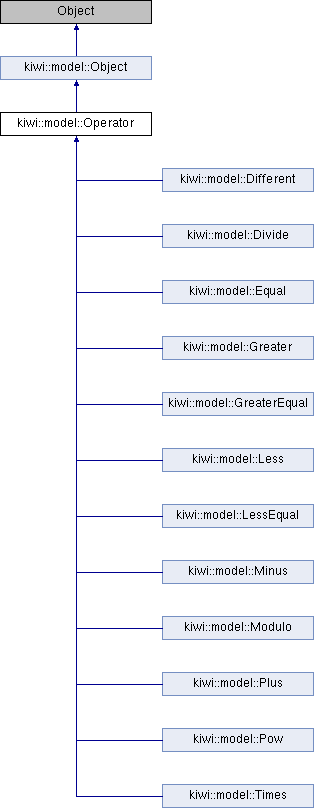 Object
kiwi::model::Object
kiwi::model::Operator
kiwi::model::Different
kiwi::model::Divide
kiwi::model::Equal
kiwi::model::Greater
kiwi::model::GreaterEqual
kiwi::model::Less
kiwi::model::LessEqual
kiwi::model::Minus
kiwi::model::Modulo
kiwi::model::Plus
kiwi::model::Pow
kiwi::model::Times